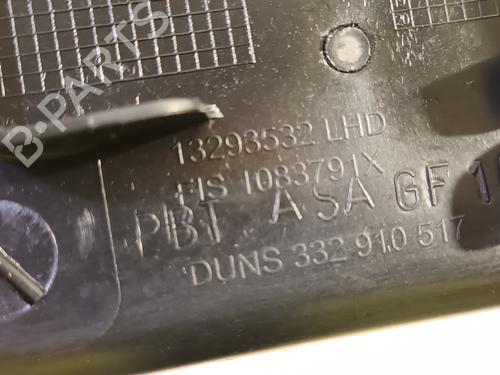 B-PARTS
13293532 LHD
FIS 1083791X
PBT ASA GF
DUNS 332 910 517